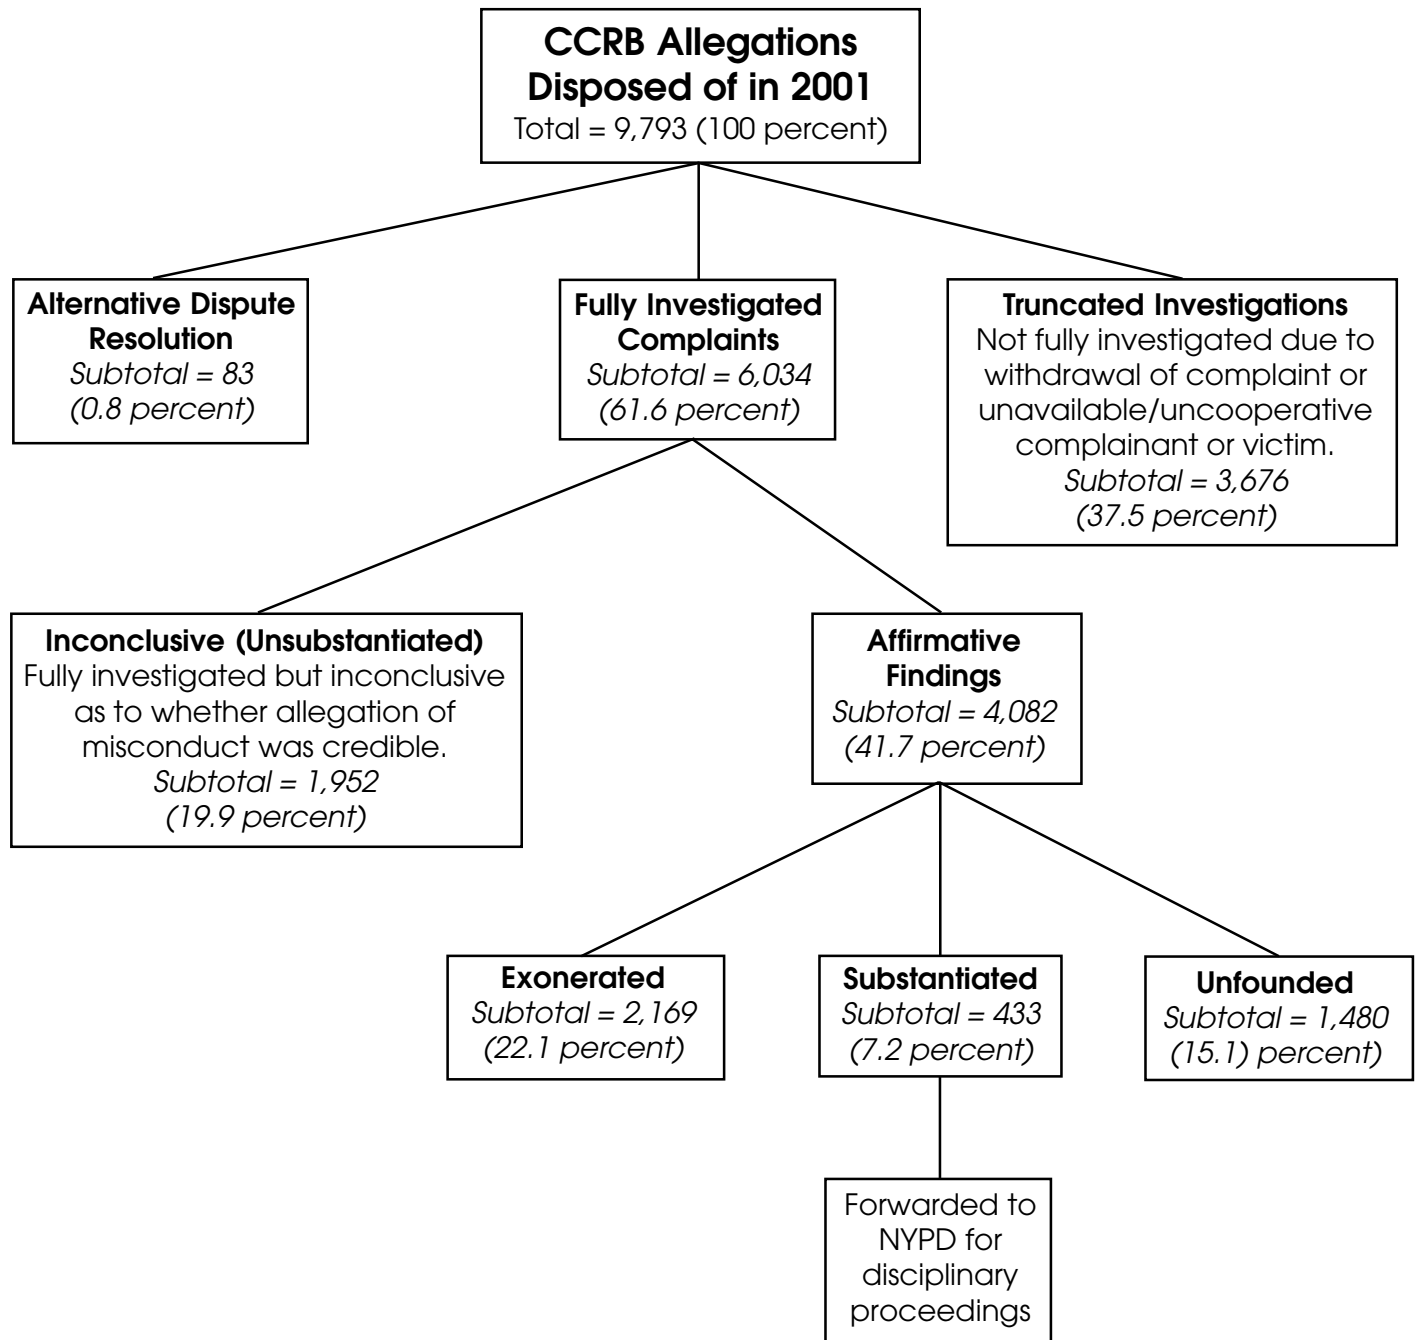 CCRB Allegations
Disposed of in 2001
Total = 9,793 (100 percent)
Alternative Dispute
Resolution
Subtotal = 83
(0.8 percent)
Fully Investigated
Complaints
Subtotal = 6,034
(61.6 percent)
Truncated Investigations
Not fully investigated due to
withdrawal of complaint or
unavailable/uncooperative
complainant or victim.
Subtotal = 3,676
(37.5 percent)
Inconclusive (Unsubstantiated)
Fully investigated but inconclusive
as to whether allegation of
misconduct was credible.
Subtotal = 1,952
(19.9 percent)
Affirmative
Findings
Subtotal = 4,082
(41.7 percent)
Exonerated
Subtotal = 2,169
(22.1 percent)
Substantiated
Subtotal = 433
(7.2 percent)
Unfounded
Subtotal = 1,480
(15.1) percent)
Forwarded to
NYPD for
disciplinary
proceedings